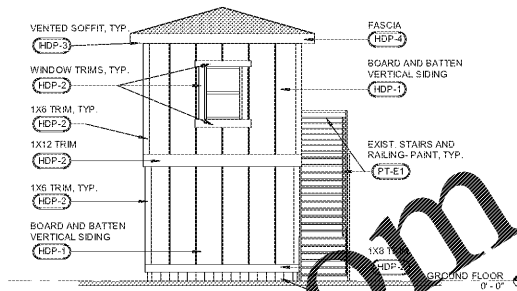 VENTED SOFFIT, TYP.
HDP-3
WINDOW TRIMS, TYP.
HDP-2
1X6 TRIM, TYP.
HDP-2
1X12 TRIM
HDP-2
1X6 TRIM, TYP.
HDP-2
BOARD AND BATTEN
VERTICAL SIDING
HDP-1
FASCIA
HDP-4
BOARD AND BATTEN
VERTICAL SIDING
HDP-1
EXIST. STAIRS AND
RAILING- PAINT, TYP.
PT-E1
1X8
HDP-
GROUND FLOOR
0' - 0"
om